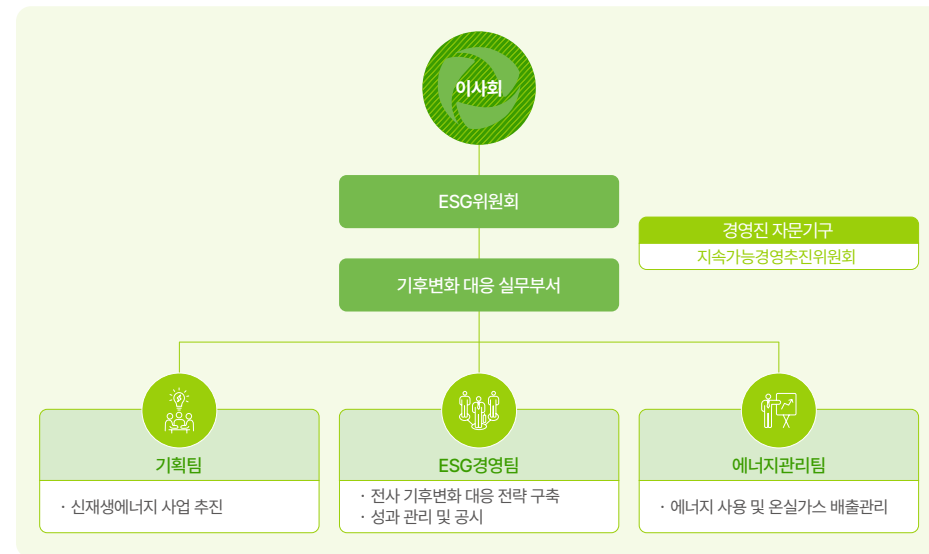 이사회
ESG위원회
경영진 자문기구
지속가능경영추진위원회
기후변화 대응 실무부서
기획팀
· 신재생에너지 사업 추진
ESG경영팀
· 전사 기후변화 대응 전략 구축
· 성과 관리 및 공시
에너지관리팀
· 에너지 사용 및 온실가스 배출관리